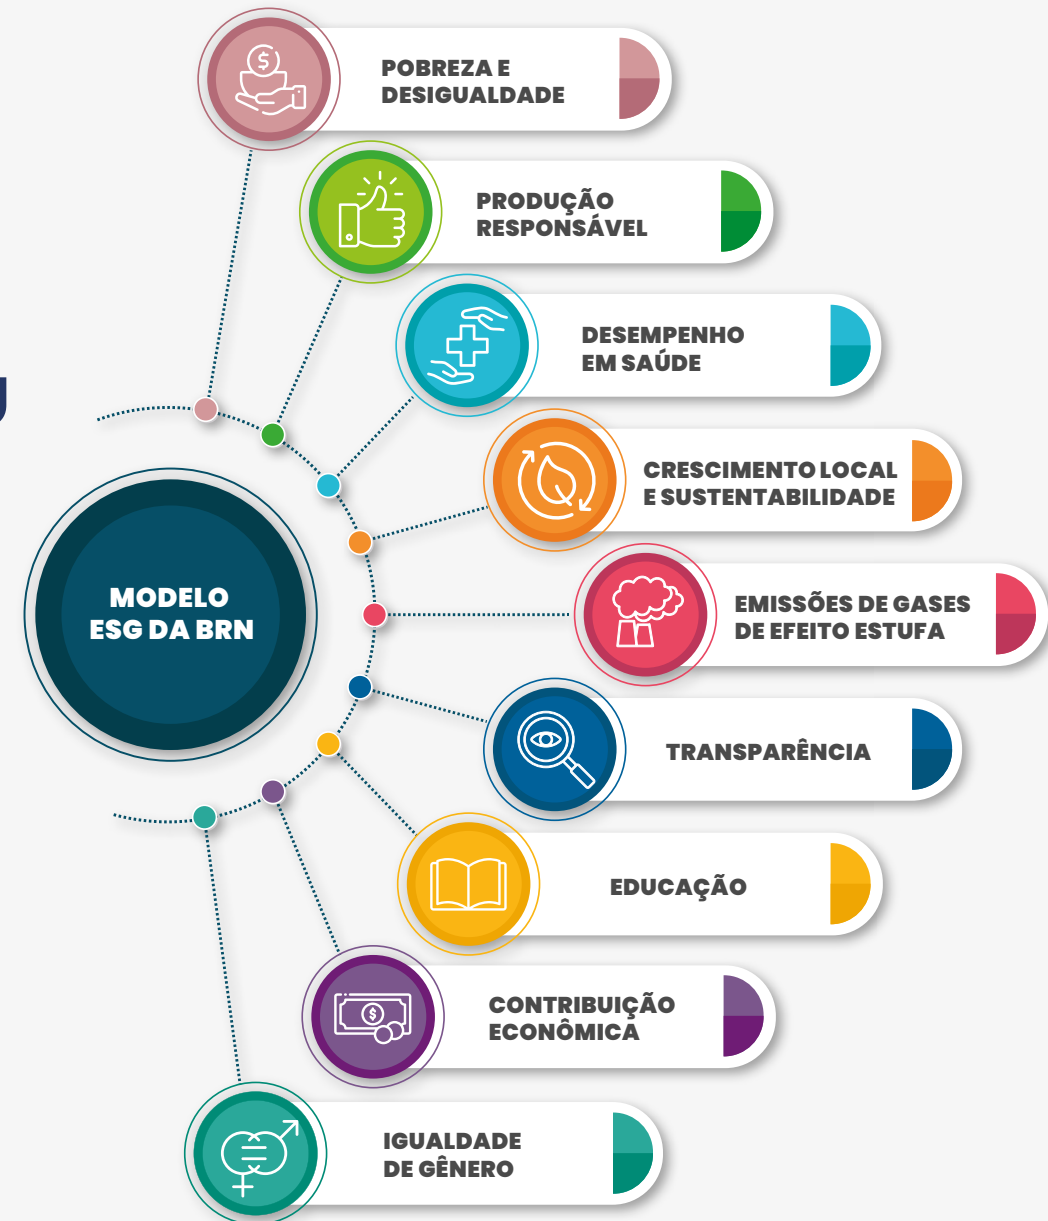 POBREZA E
DESIGUALDADE
PRODUÇÃO
RESPONSÁVEL
DESEMPENHO
EM SAÚDE
CRESCIMENTO LOCAL
E SUSTENTABILIDADE
MODELO
ESG DA BRN
EMISSÕES DE GASES
DE EFEITO ESTUFA
TRANSPARÊNCIA
EDUCAÇÃO
CONTRIBUIÇÃO
ECONÔMICA
IGUALDADE
DE GÊNERO